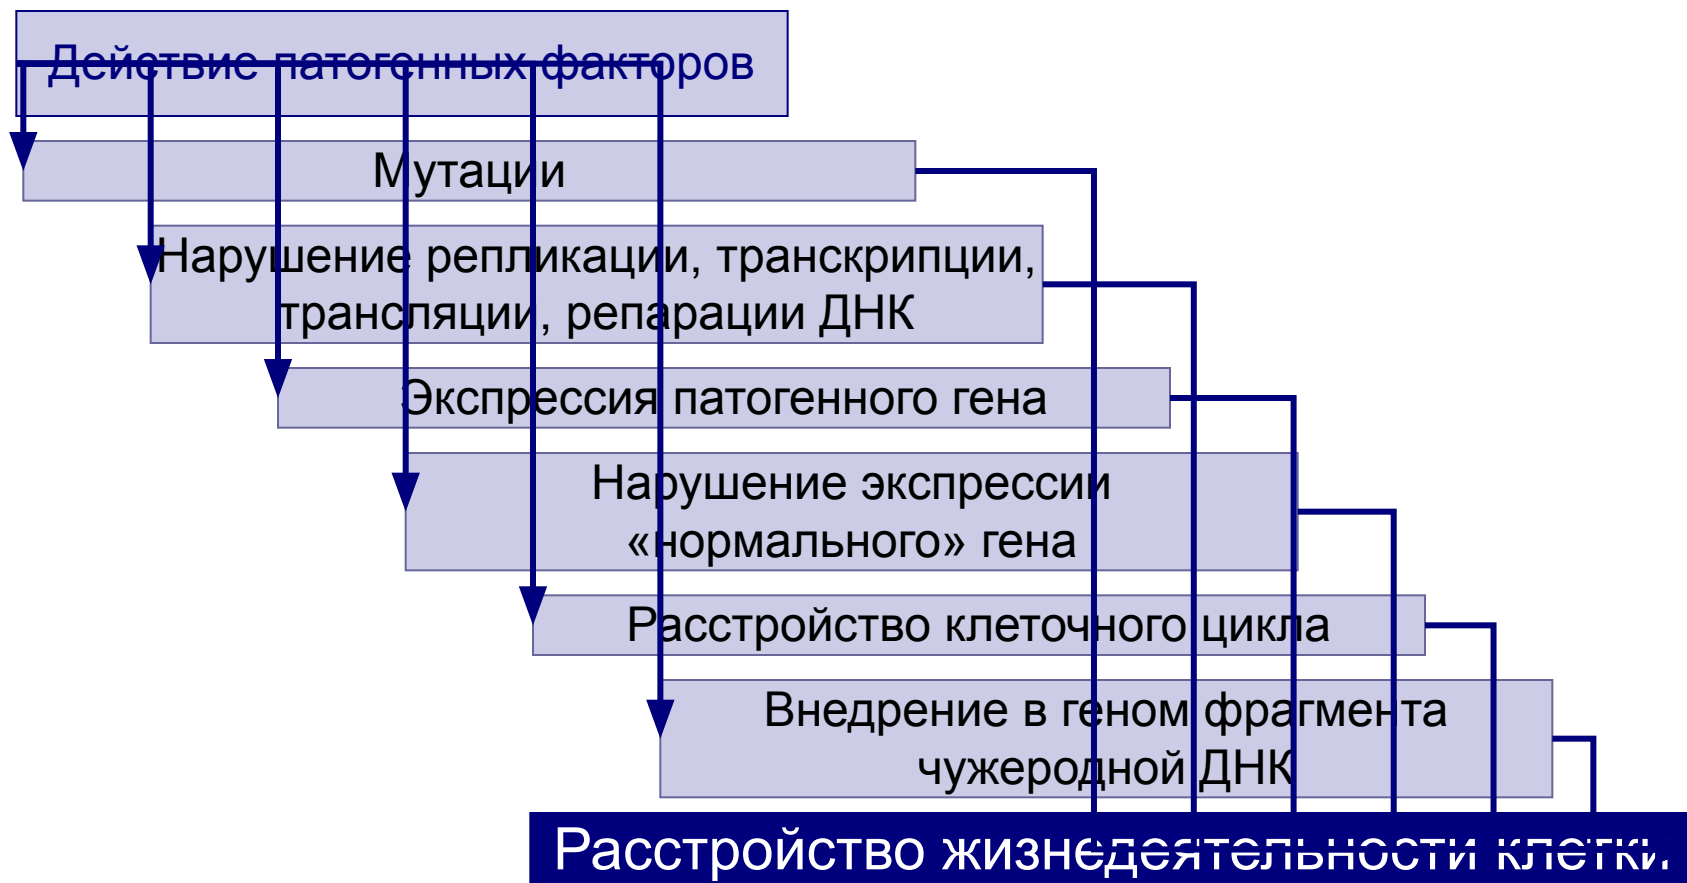 Действие патогенных факторов
Мутации
Нарушение репликации, транскрипции,
трансляции, репарации ДНК
Экспрессия патогенного гена
Нарушение экспрессии
«нормального» гена
Расстройство клеточного цикла
Внедрение в геном фрагмента
чужеродной ДНК
Расстройство жизнедеятельности клетки